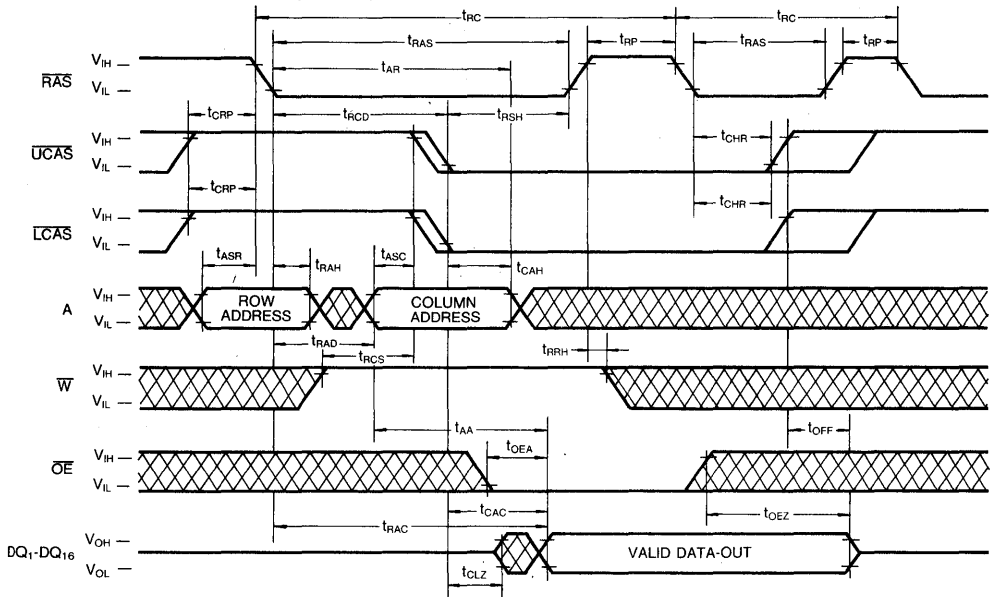 tRC tRC
tRAS tRP tRAS tRP
tAR
RAS VIH VIL
tCRP tRCD tRSH
UCAS VIH VIL tCHR
tCRP tCHR
LCAS VIH VIL
tASR tRAH tASC tCAH
A VIH VIL ROW ADDRESS COLUMN ADDRESS
tRAD tRRH
tRCS
W VIH VIL
tAA tOFF
tOEA
OE VIH VIL
tCAC tOEZ
tRAC
DQ1-DQ16 VOH VOL VALID DATA-OUT
tCLZ